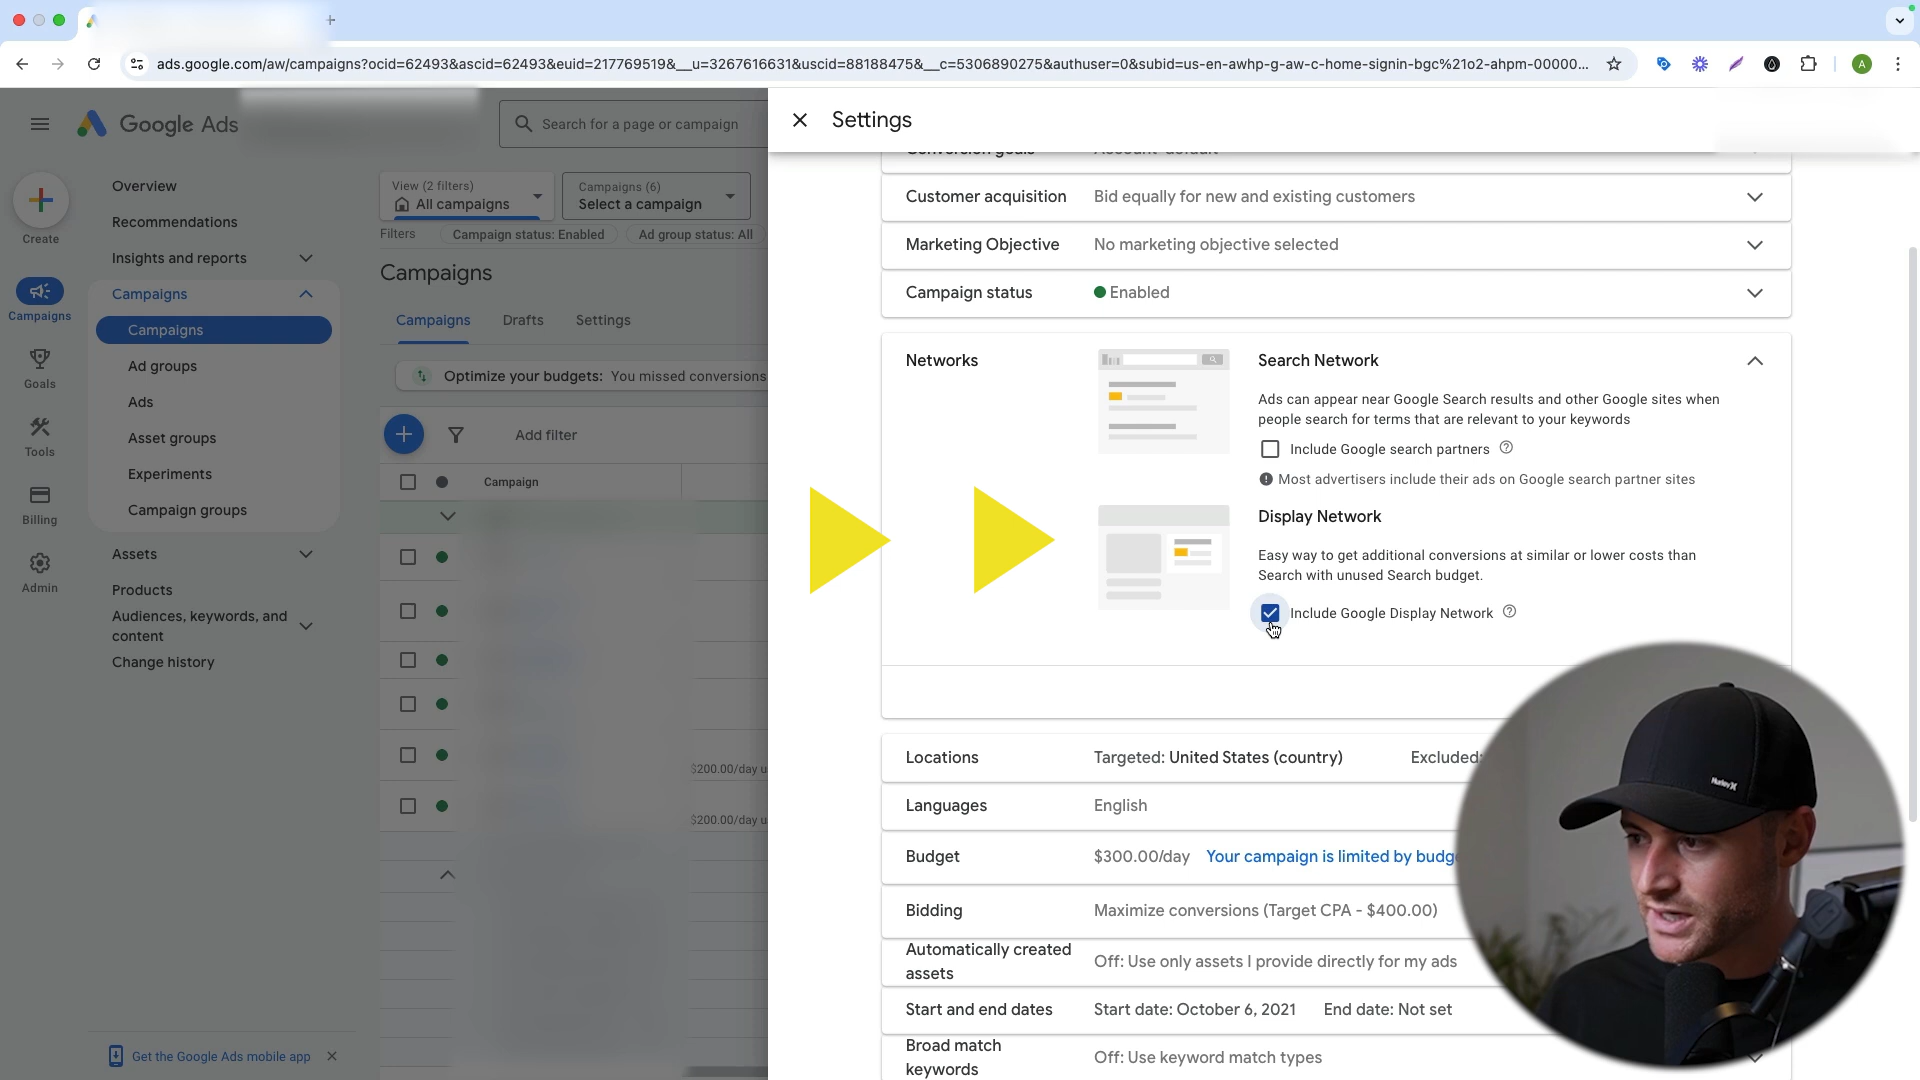 ads.google.com/aw/campaigns?ocid=62493&ascid=62493&euid=217769519&__u=3267616631&uscid=88188475&__c=5306890275&authuser=0&subid=us-en-awhp-g-aw-c-home-signin-bgc%21o2-ahpm-00000...
A
Google Ads
Search for a page or campaign
Create
Campaigns
Goals
Tools
Billing
Admin
Overview
Recommendations
Insights and reports
Campaigns
Campaigns
Ad groups
Ads
Asset groups
Experiments
Campaign groups
Assets
Products
Audiences, keywords, and
content
Change history
Get the Google Ads mobile app
View (2 filters)
All campaigns
Campaigns (6)
Select a campaign
Filters
Campaign status: Enabled
Ad group status: All
Campaigns
Campaigns
Drafts
Settings
Optimize your budgets: You missed conversions
Add filter
Campaign
$200.00/day
$200.00/day
Settings
Conversion goals
Account-default
Customer acquisition
Bid equally for new and existing customers
Marketing Objective
No marketing objective selected
Campaign status
Enabled
Networks
Search Network
Ads can appear near Google Search results and other Google sites when
people search for terms that are relevant to your keywords
Include Google search partners
Most advertisers include their ads on Google search partner sites
Display Network
Easy way to get additional conversions at similar or lower costs than
Search with unused Search budget.
Include Google Display Network
Locations
Targeted: United States (country)
Excluded:
Languages
English
Budget
$300.00/day
Your campaign is limited by budg
Bidding
Maximize conversions (Target CPA - $400.00)
Automatically created
assets
Off: Use only assets I provide directly for my ads
Start and end dates
Start date: October 6, 2021
End date: Not set
Broad match
keywords
Off: Use keyword match types
Hurley